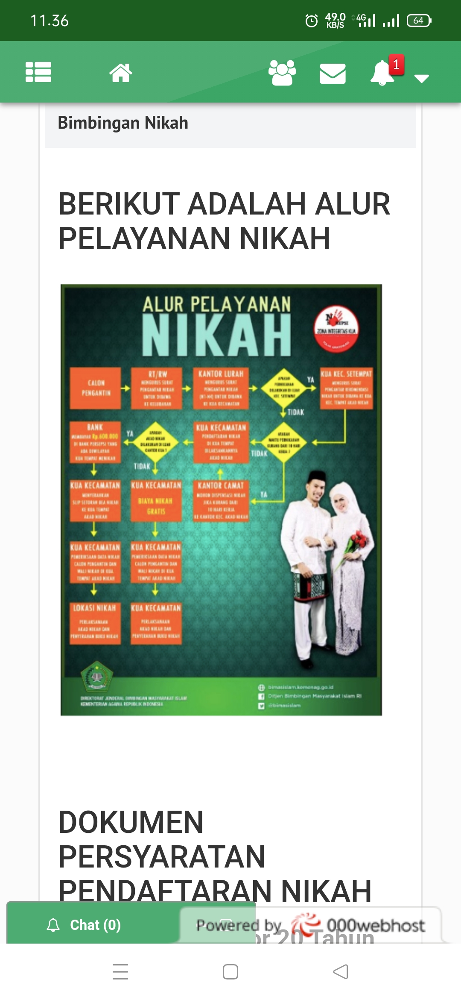 11.36
49.0
KB/S
4G
64
1
Bimbingan Nikah
BERIKUT ADALAH ALUR
PELAYANAN NIKAH
ALUR PELAYANAN
NIKAH
ZONA INTEGRITAS KUA
CALON
PENGANTIN
RT/RW
MENGURUS SURAT
PENGANTAR NIKAH
UNTUK DIBAWA
KE KELURAHAN
KANTOR LURAH
MENGURUS SURAT
PENGANTAR NIKAH
(N1-N4) UNTUK DIBAWA
KE KUA KECAMATAN
APAKAH
PERNIKAHAN
DILAKUKAN DI LUAR
KEC. SETEMPAT
YA
KUA KEC. SETEMPAT
MENGURUS SURAT
PENGANTAR REKOMENDASI
NIKAH UNTUK DIBAWA KE KUA
KEC. TEMPAT AKAD NIKAH
TIDAK
BANK
MEMBAYAR Rp.600.000
DI BANK PERSEPSI YANG
ADA DIWILAYAH
KUA TEMPAT MENIKAH
YA
APAKAH
AKAD NIKAH
DILAKUKAN DI LUAR
KANTOR KUA ?
TIDAK
KUA KECAMATAN
PENDAFTARAN NIKAH
DI KUA TEMPAT
DILAKSANKANNYA
AKAD NIKAH
TIDAK
APAKAH
WAKTU PERNIKAHAN
KURANG DARI 10 HARI
KERJA ?
KUA KECAMATAN
MENYERAHKAN
SLIP SETORAN BEA NIKAH
KE KUA TEMPAT
AKAD NIKAH
KUA KECAMATAN
BIAYA NIKAH
GRATIS
KANTOR CAMAT
MOHON DISPENSASI NIKAH
JIKA KURANG DARI
10 HARI KERJA
KE KANTOR KEC. AKAD NIKAH
YA
KUA KECAMATAN
PEMERIKSAAN DATA NIKAH
CALON PENGANTIN DAN
WALI NIKAH DI KUA
TEMPAT AKAD NIKAH
KUA KECAMATAN
PEMERIKSAAN DATA NIKAH
CALON PENGANTIN DAN
WALI NIKAH DI KUA
TEMPAT AKAD NIKAH
LOKASI NIKAH
PERLAKSANAAN
AKAD NIKAH DAN
PENYERAHAN BUKU NIKAH
KUA KECAMATAN
PERLAKSANAAN
AKAD NIKAH DAN
PENYERAHAN BUKU NIKAH
DIREKTORAT JENDERAL BIMBINGAN MASYARAKAT ISLAM
KEMENTERIAN AGAMA REPUBLIK INDONESIA
bimasislam.kemenag.go.id
Ditjen Bimbingan Masyarakat Islam RI
@bimasislam
DOKUMEN
PERSYARATAN
PENDAFTARAN NIKAH
Chat (0)
Powered by 000webhost
20 Tahun